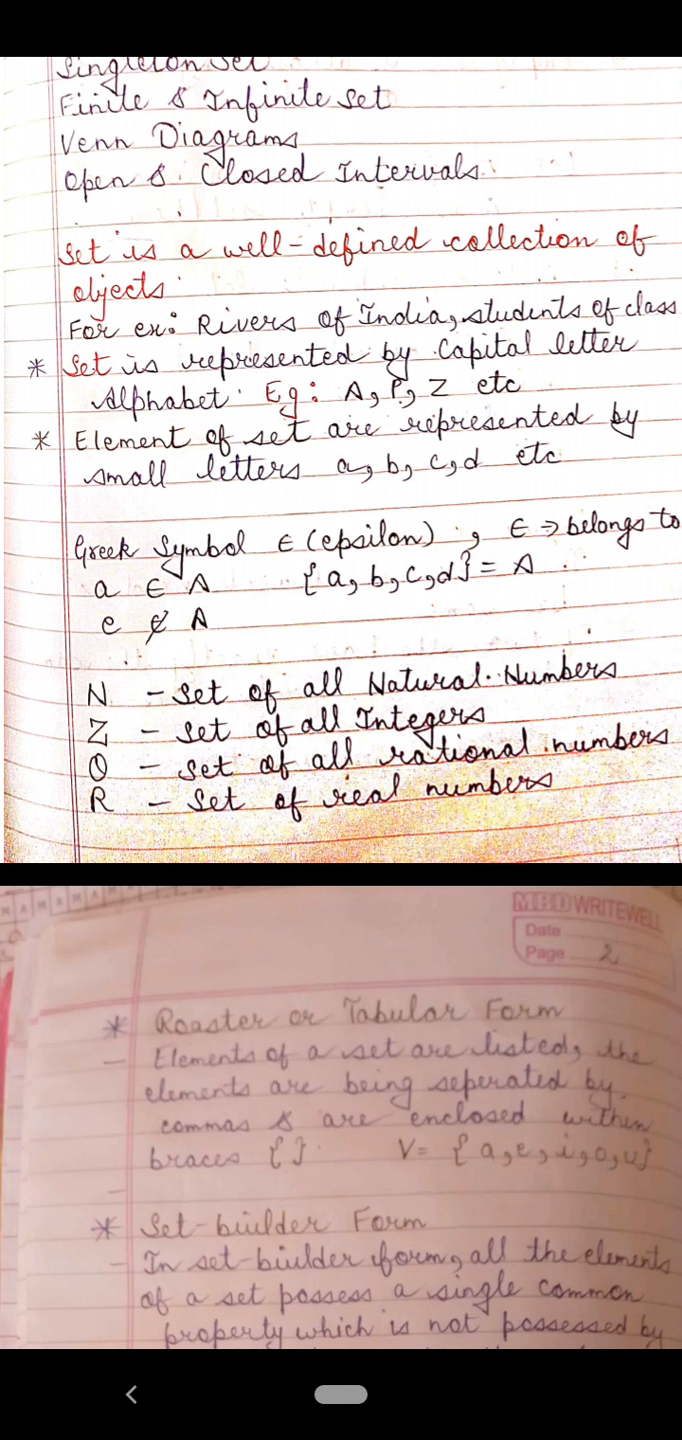 Singleton Set
Finite & Infinite Set
Venn Diagrams
Open & Closed Intervals
Set is a well-defined collection of
objects
For ex: Rivers of India, students of class
* Set is represented by Capital letter
Alphabet. Eg: A, P, Z etc
* Element of set are represented by
small letters a, b, c, d etc
Greek Symbol ∈ (epsilon) , ∈ ⇒ belongs to
a ∈ A {a, b, c, d} = A
e ∉ A
N - Set of all Natural Numbers
Z - Set of all Integers
Q - Set of all rational numbers
R - Set of real numbers
MBD WRITEWELL
Date
Page 2
* Roaster or Tabular Form
- Elements of a set are listed, the
elements are being seperated by
commas & are enclosed within
braces { }. V = {a, e, i, o, u}
* Set-builder Form
- In set-builder form, all the elements
of a set possess a single common
property which is not possessed by